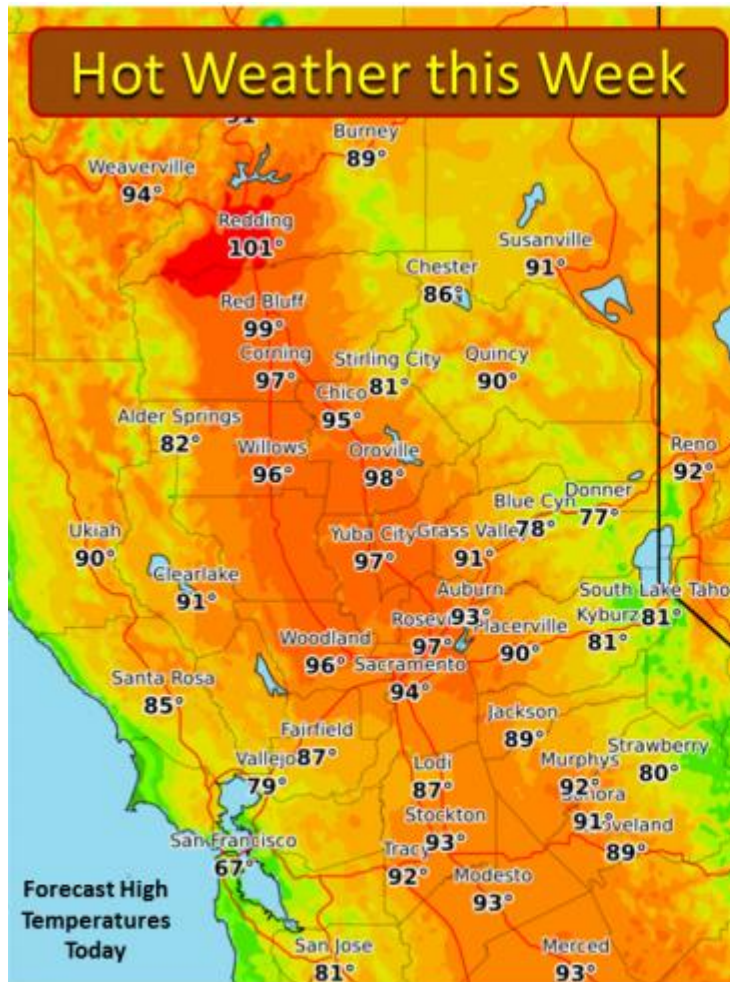 Hot Weather this Week
91°
Burney
89°
Weaverville
94°
Redding
101°
Susanville
91°
Chester
86°
Red Bluff
99°
Corning
97°
Stirling City
81°
Quincy
90°
Chico
95°
Alder Springs
82°
Willows
96°
Oroville
98°
Reno
92°
Blue Cyn
78°
Donner
77°
Ukiah
90°
Yuba City
97°
Grass Valley
91°
Clearlake
91°
Auburn
93°
South Lake Taho
81°
Kyburz
81°
Rosevi
97°
Placerville
90°
Woodland
96°
Sacramento
94°
Santa Rosa
85°
Jackson
89°
Fairfield
87°
Vallejo
79°
Lodi
87°
Murphys
92°
Strawberry
80°
Sonora
91°
Stockton
93°
oveland
89°
San Francisco
67°
Tracy
92°
Modesto
93°
Forecast High
Temperatures
Today
San Jose
81°
Merced
93°